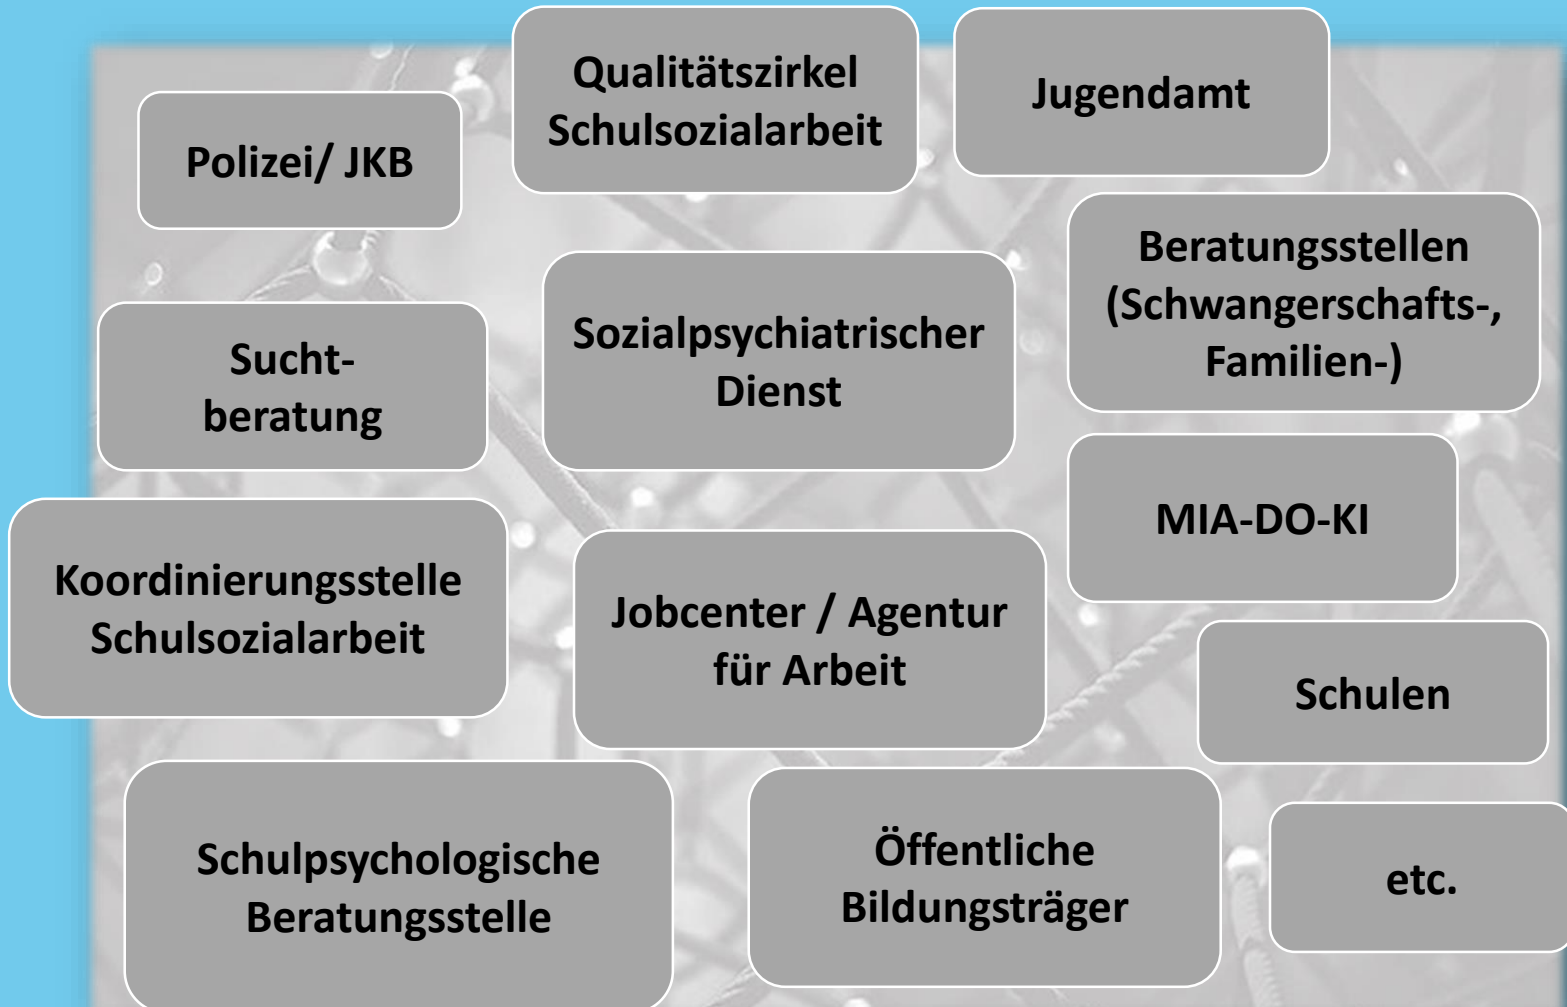 Qualitätszirkel
Schulsozialarbeit
Jugendamt
Polizei/ JKB
Beratungsstellen
(Schwangerschafts-,
Familien-)
Sozialpsychiatrischer
Dienst
Sucht-
beratung
MIA-DO-KI
Koordinierungsstelle
Schulsozialarbeit
Jobcenter / Agentur
für Arbeit
Schulen
Schulpsychologische
Beratungsstelle
Öffentliche
Bildungsträger
etc.